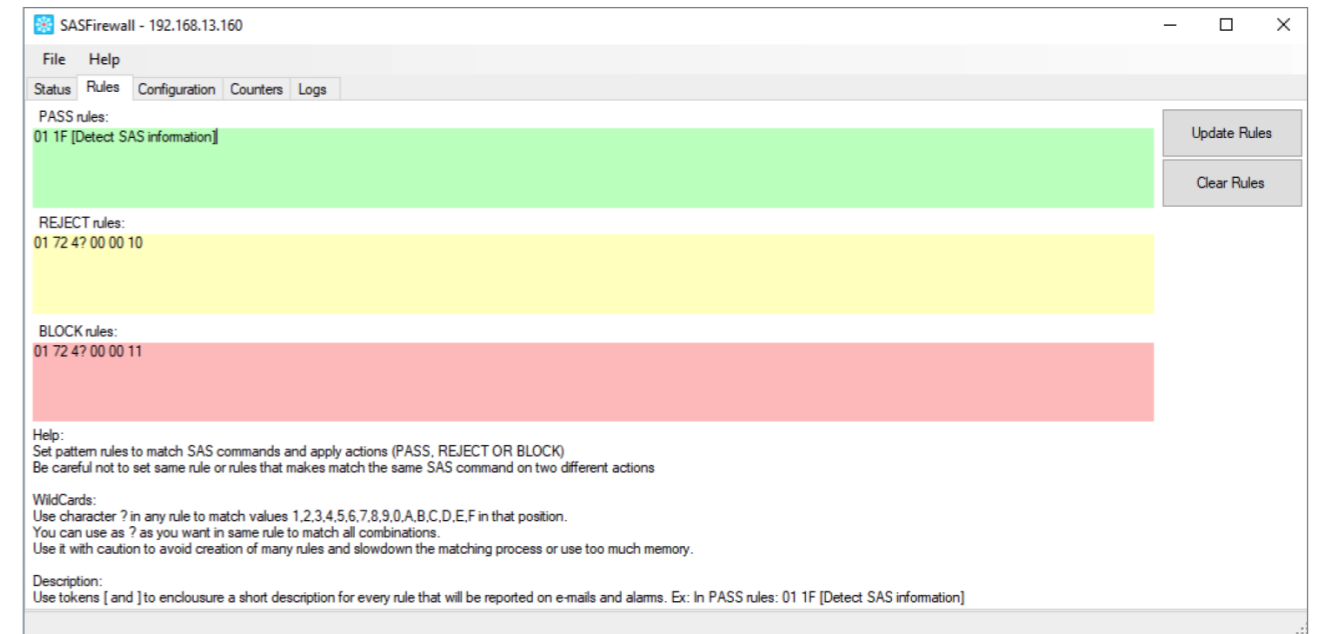 SASFirewall - 192.168.13.160
File Help
Status Rules Configuration Counters Logs
PASS rules:
01 1F [Detect SAS information]
Update Rules
Clear Rules
REJECT rules:
01 72 4? 00 00 10
BLOCK rules:
01 72 4? 00 00 11
Help:
Set pattern rules to match SAS commands and apply actions (PASS, REJECT OR BLOCK)
Be careful not to set same rule or rules that makes match the same SAS command on two different actions
WildCards:
Use character ? in any rule to match values 1,2,3,4,5,6,7,8,9,0,A,B,C,D,E,F in that position.
You can use as ? as you want in same rule to match all combinations.
Use it with caution to avoid creation of many rules and slowdown the matching process or use too much memory.
Description:
Use tokens [ and ] to enclousure a short description for every rule that will be reported on e-mails and alarms. Ex: In PASS rules: 01 1F [Detect SAS information]